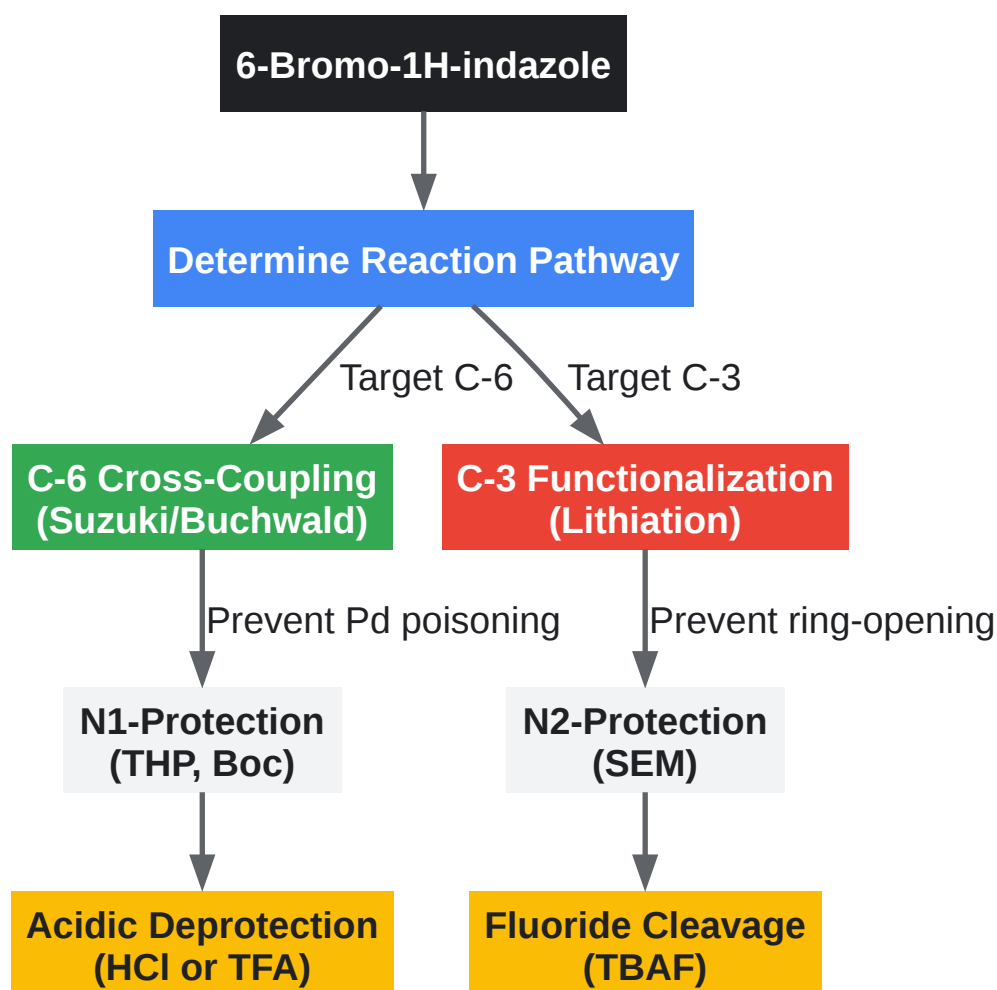 6-Bromo-1H-indazole
Determine Reaction Pathway
Target C-6
Target C-3
C-6 Cross-Coupling
(Suzuki/Buchwald)
C-3 Functionalization
(Lithiation)
Prevent Pd poisoning
Prevent ring-opening
N1-Protection
(THP, Boc)
N2-Protection
(SEM)
Acidic Deprotection
(HCl or TFA)
Fluoride Cleavage
(TBAF)